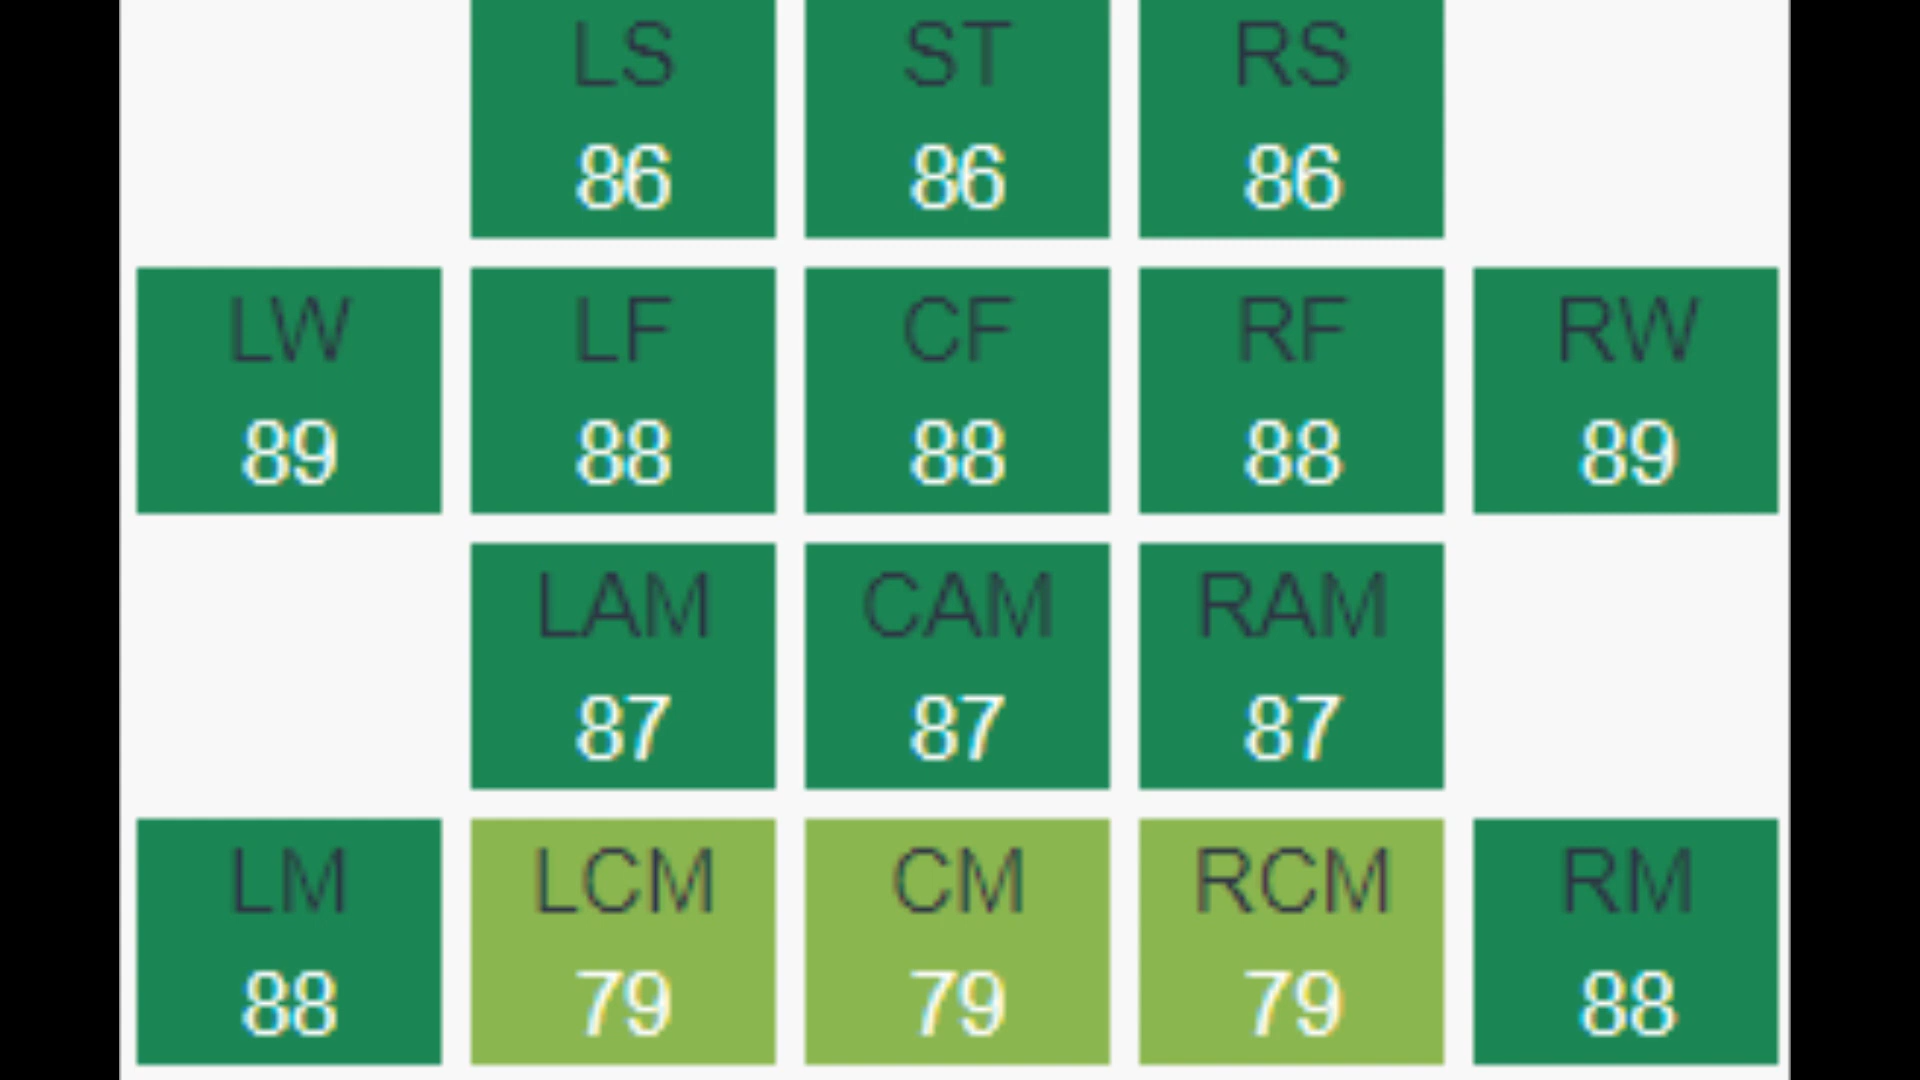 LS ST RS
86 86 86
LW LF CF RF RW
89 88 88 88 89
LAM CAM RAM
87 87 87
LM LCM CM RCM RM
88 79 79 79 88